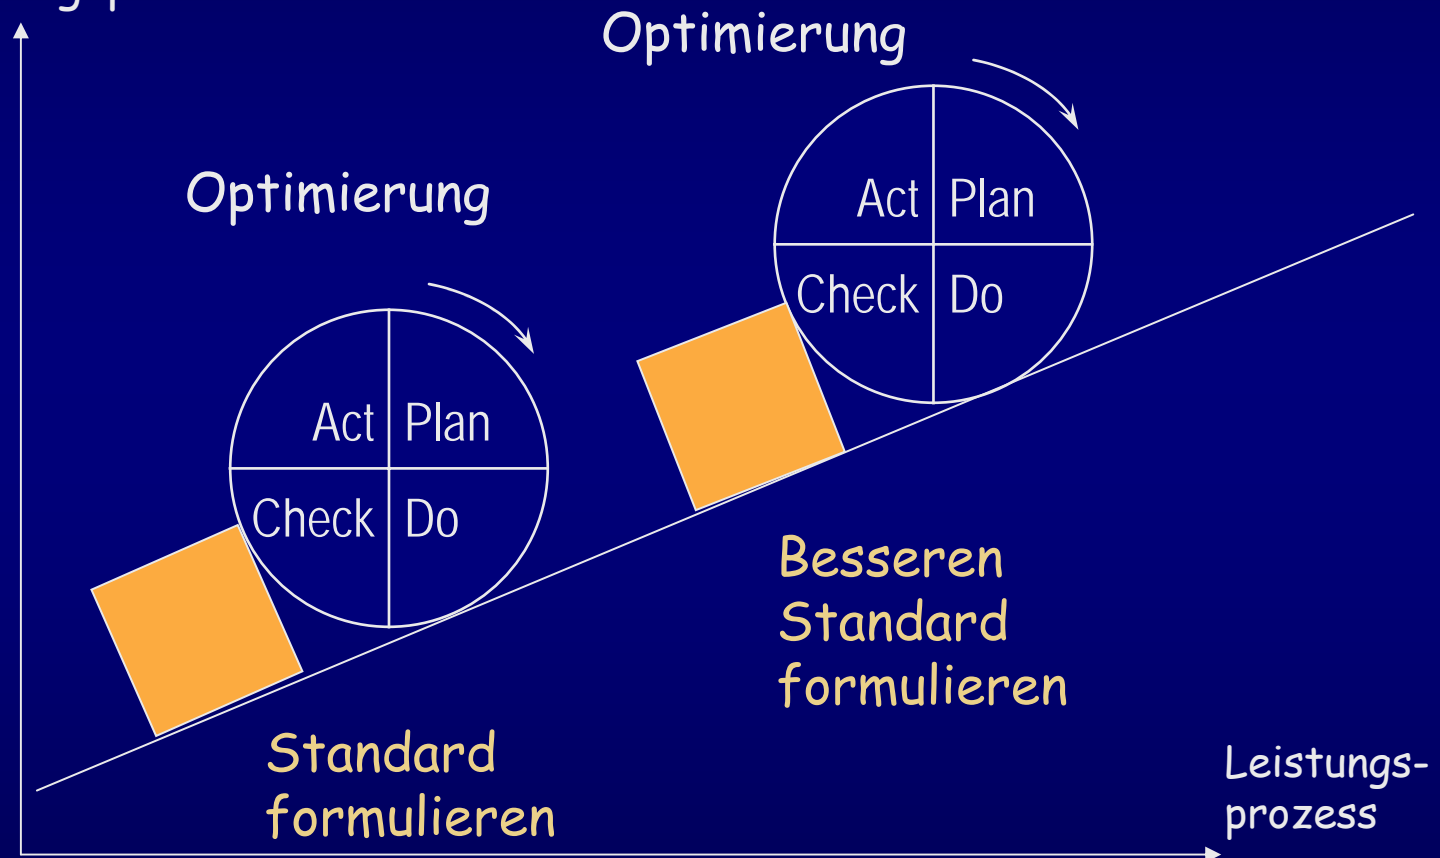 Optimierung
Optimierung
Act Plan
Check Do
Act Plan
Check Do
Besseren
Standard
formulieren
Standard
formulieren
Leistungs-
prozess